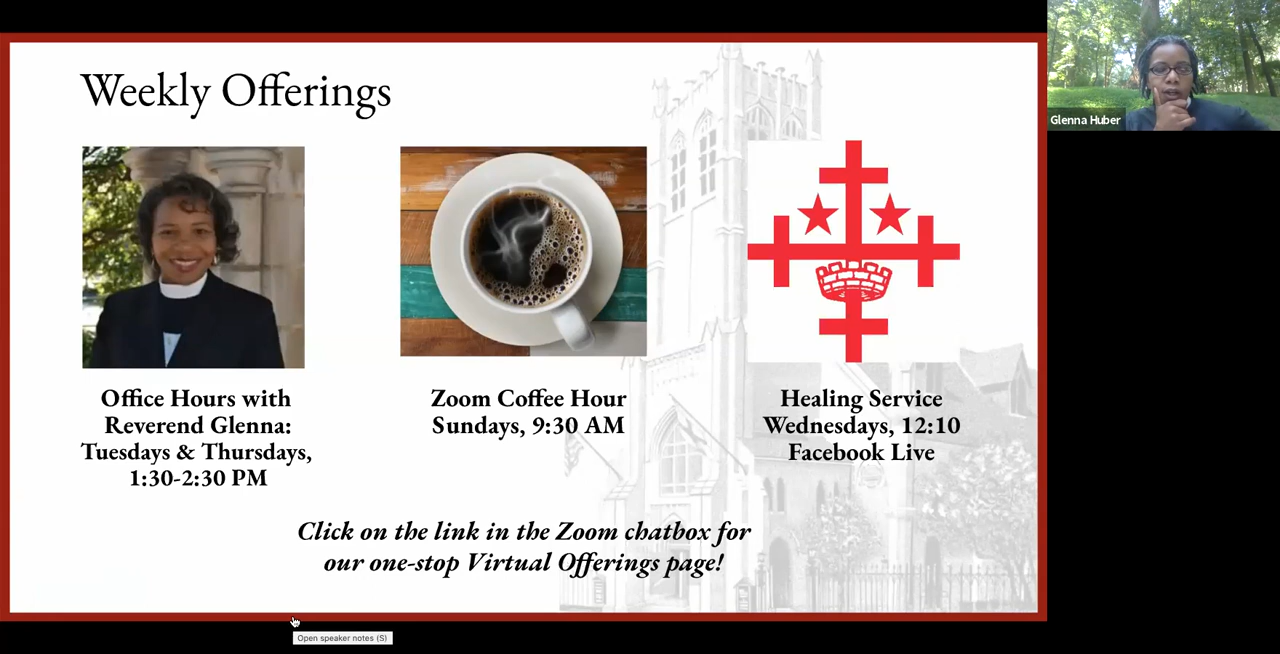 Weekly Offerings
Glenna Huber
Office Hours with
Reverend Glenna:
Tuesdays & Thursdays,
1:30-2:30 PM
Zoom Coffee Hour
Sundays, 9:30 AM
Healing Service
Wednesdays, 12:10
Facebook Live
Click on the link in the Zoom chatbox for
our one-stop Virtual Offerings page!
Open speaker notes (S)